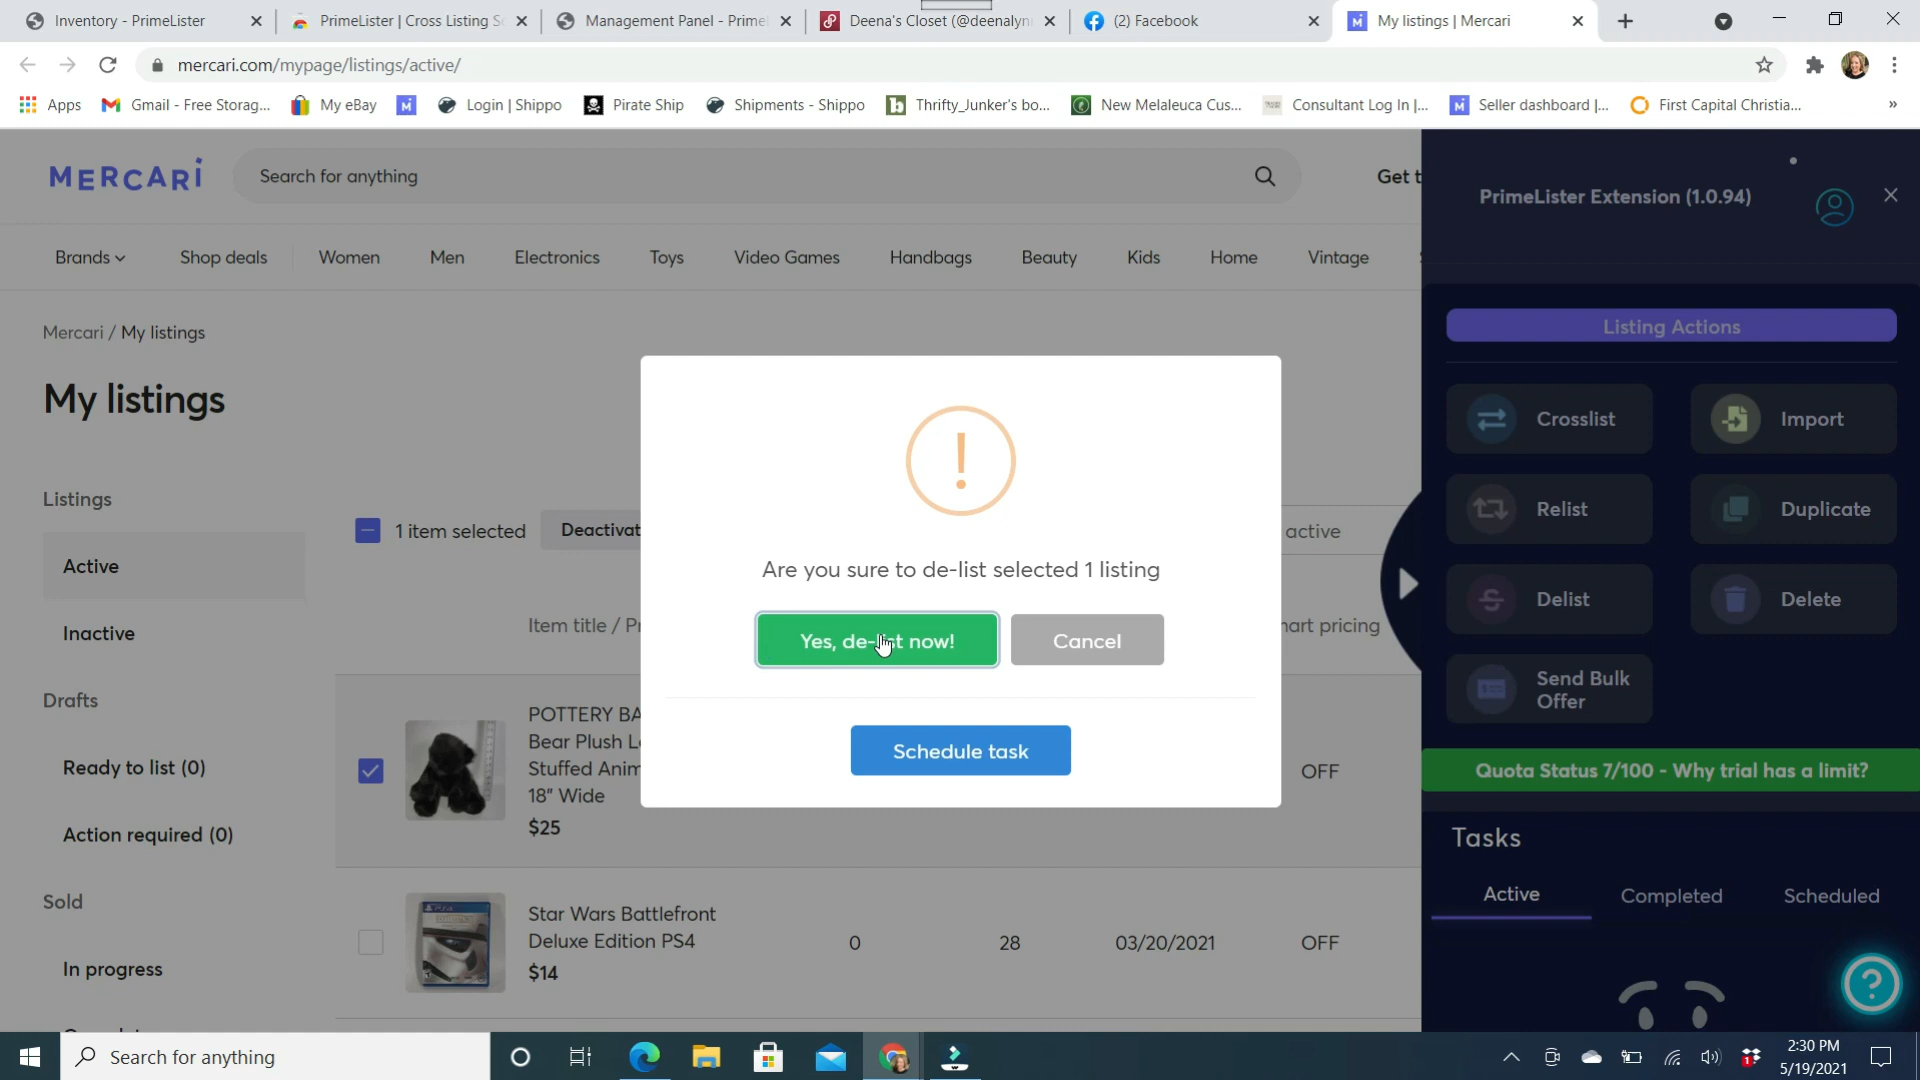 Inventory - PrimeLister
PrimeLister | Cross Listing S
Management Panel - Prime
Deena's Closet (@deenalyn
(2) Facebook
My listings | Mercari
mercari.com/mypage/listings/active/
Apps
Gmail - Free Storag...
My eBay
Login | Shippo
Pirate Ship
Shipments - Shippo
Thrifty_Junker's bo...
New Melaleuca Cus...
Consultant Log In |...
Seller dashboard |...
First Capital Christia...
»
MERCARI
Search for anything
Get t
Brands
Shop deals
Women
Men
Electronics
Toys
Video Games
Handbags
Beauty
Kids
Home
Vintage
Mercari / My listings
My listings
Listings
Active
Inactive
Drafts
Ready to list (0)
Action required (0)
Sold
In progress
1 item selected
Deactivat
active
Item title / Pr
mart pricing
POTTERY BA
Bear Plush L
Stuffed Anim
18" Wide
$25
OFF
Star Wars Battlefront
Deluxe Edition PS4
$14
0
28
03/20/2021
OFF
!
Are you sure to de-list selected 1 listing
Yes, de-list now!
Cancel
Schedule task
PrimeLister Extension (1.0.94)
Listing Actions
Crosslist
Import
Relist
Duplicate
Delist
Delete
Send Bulk
Offer
Quota Status 7/100 - Why trial has a limit?
Tasks
Active
Completed
Scheduled
?
Search for anything
2:30 PM
5/19/2021